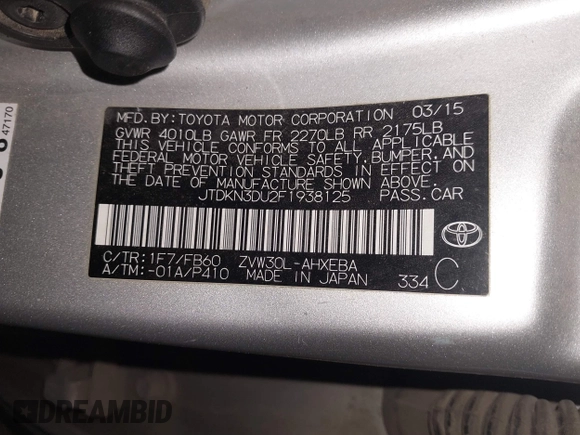 MFD.BY:TOYOTA MOTOR CORPORATION 03/15
GVWR 4010LB GAWR FR 2270LB RR 2175LB
THIS VEHICLE CONFORMS TO ALL APPLICABLE
FEDERAL MOTOR VEHICLE SAFETY,BUMPER,AND
THEFT PREVENTION STANDARDS IN EFFECT ON
THE DATE OF MANUFACTURE SHOWN ABOVE.
JTDKN3DU2F1938125 PASS.CAR
C/TR:1F7/FB60 ZVW30L-AHXEBA
A/TM:-01A/P410 MADE IN JAPAN 334 C
TOYOTA
47170
DREAMBID